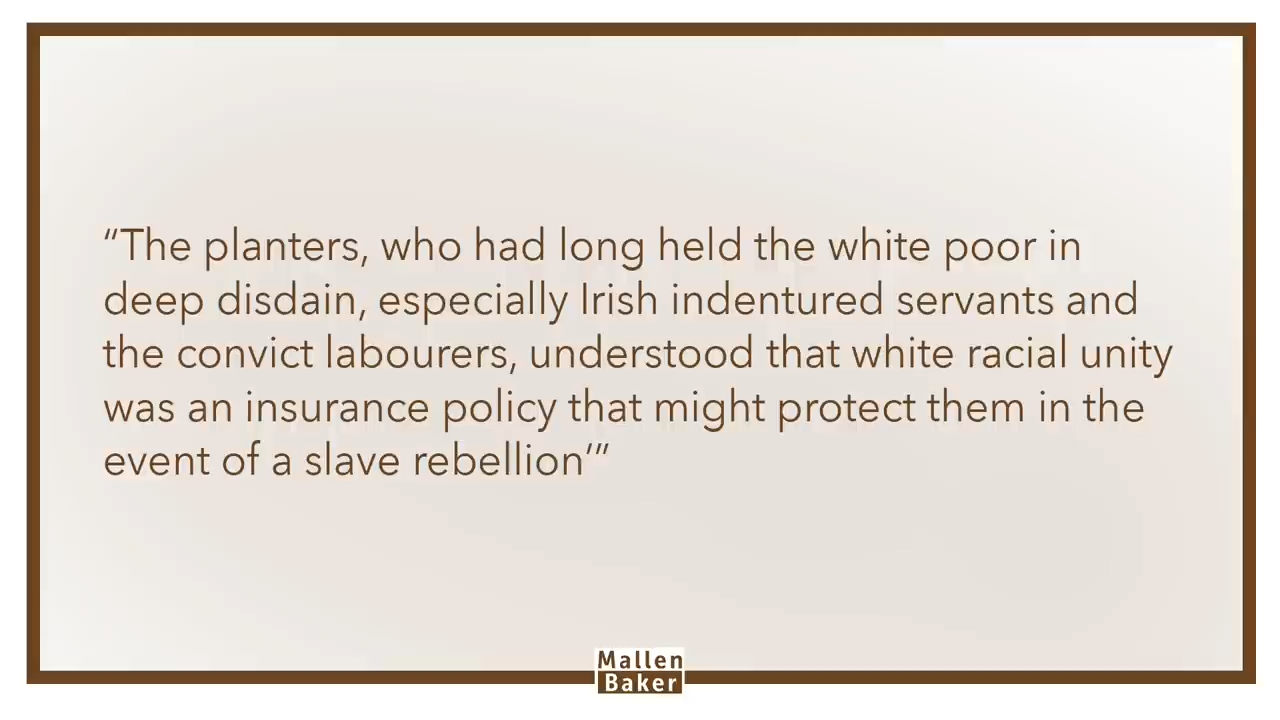 “The planters, who had long held the white poor in
deep disdain, especially Irish indentured servants and
the convict labourers, understood that white racial unity
was an insurance policy that might protect them in the
event of a slave rebellion’”
Mallen
Baker